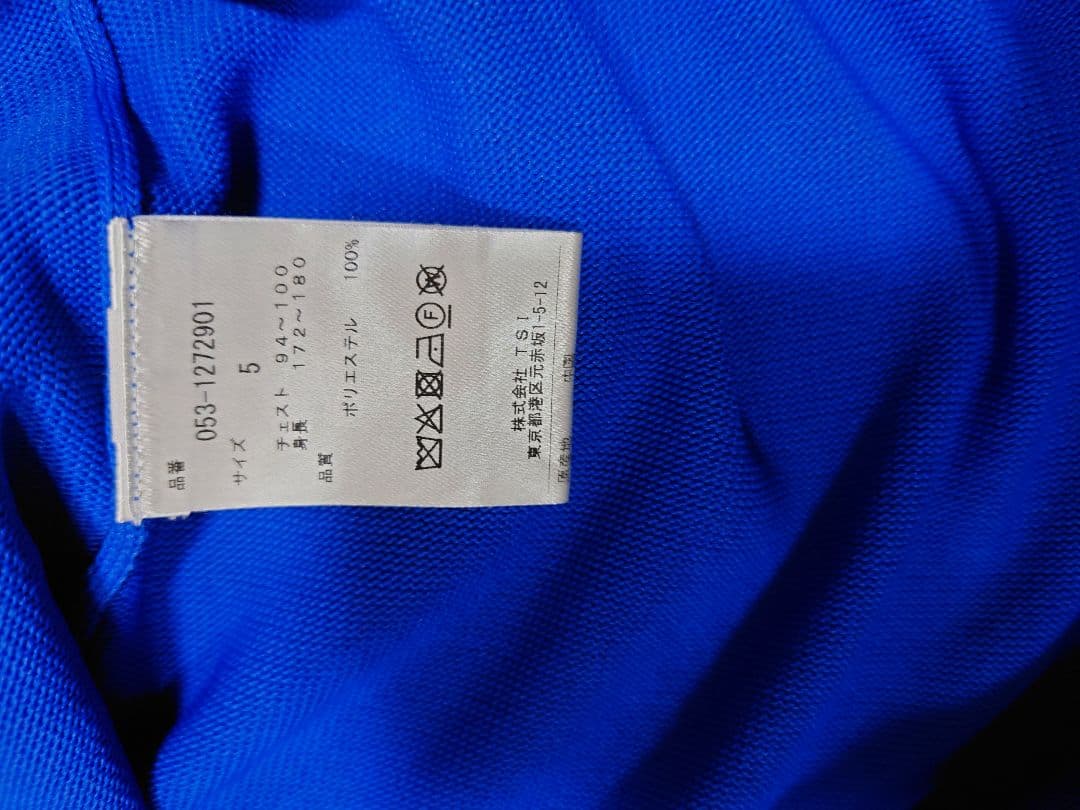 品番
053-1272901
サイズ
5
チェスト 94~100
身長 172~180
品質
ポリエステル 100%
F
W
株式会社 TSI
東京都港区元赤坂1-5-12
原産地 中国